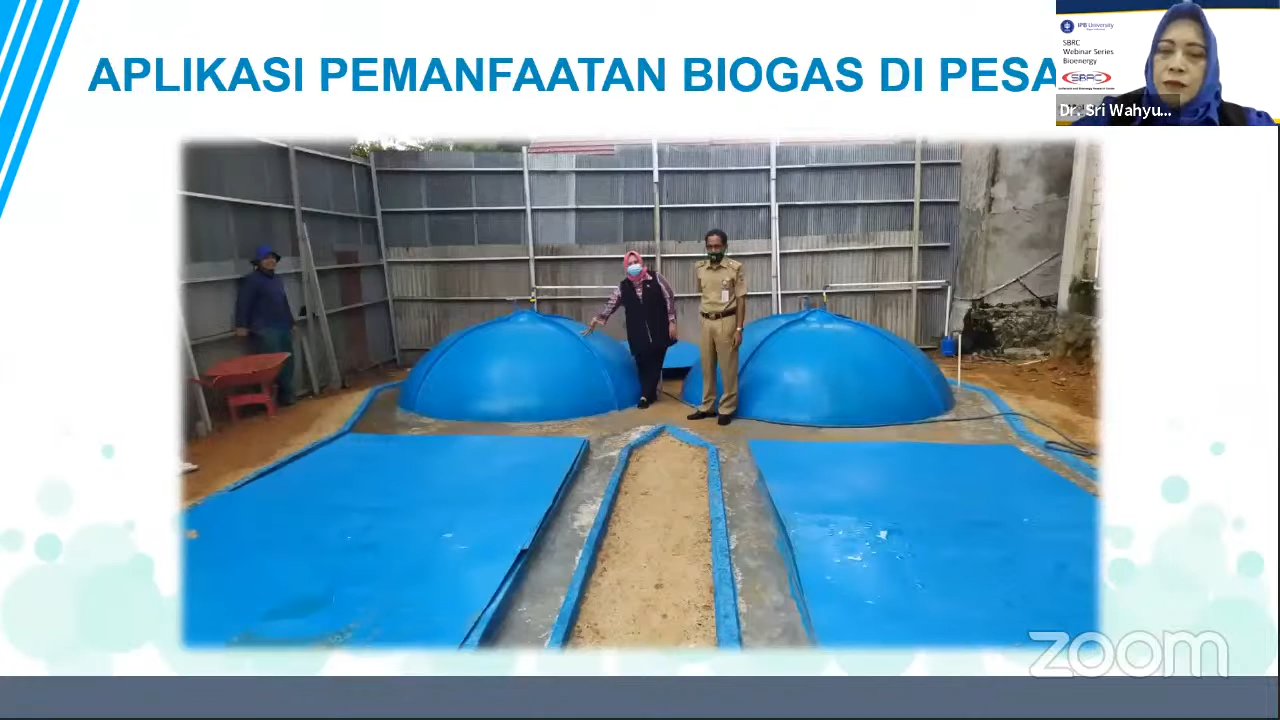 APLIKASI PEMANFAATAN BIOGAS DI PESA
IPB University
SBRC
Webinar Series
Bioenergy
SBRC
Dr. Sri Wahyu...
zoom